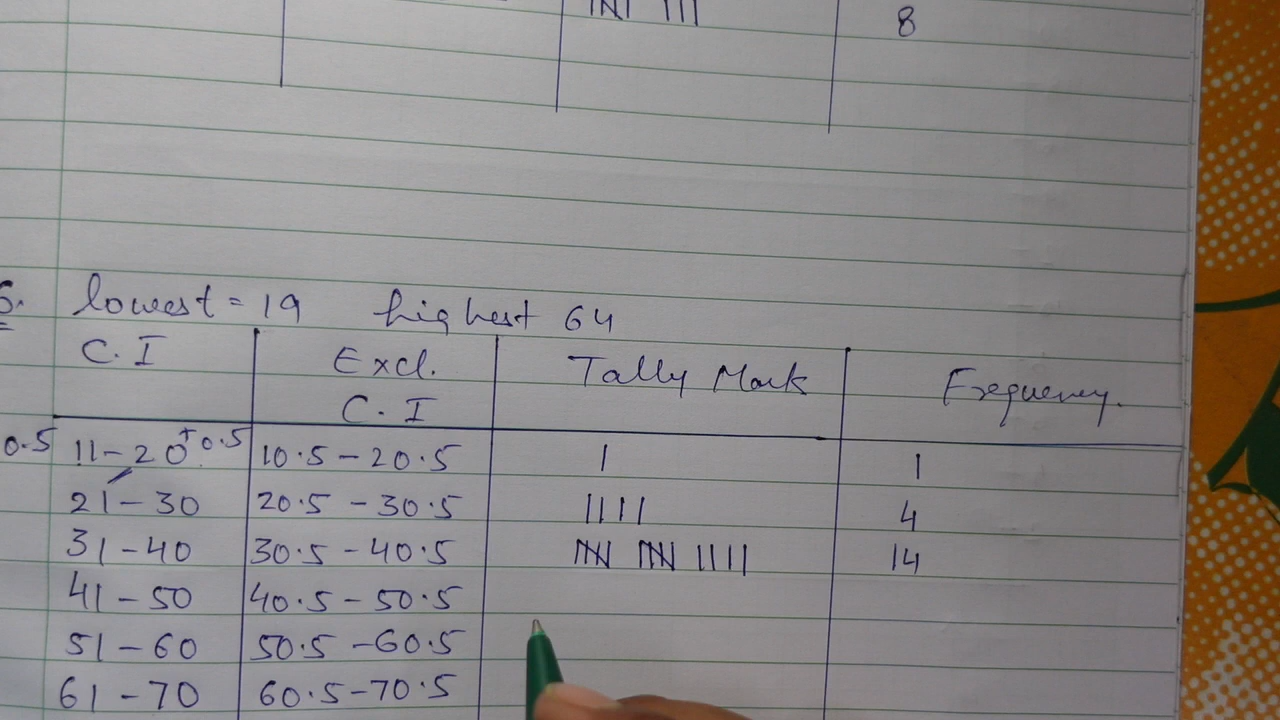 8
6. lowest = 19 highest 64
C.I Excl. C.I Tally Mark Frequency.
0.5 11-20 +0.5 10.5-20.5 | 1
21-30 20.5-30.5 |||| 4
31-40 30.5-40.5 𝍸 𝍸 |||| 14
41-50 40.5-50.5
51-60 50.5-60.5
61-70 60.5-70.5